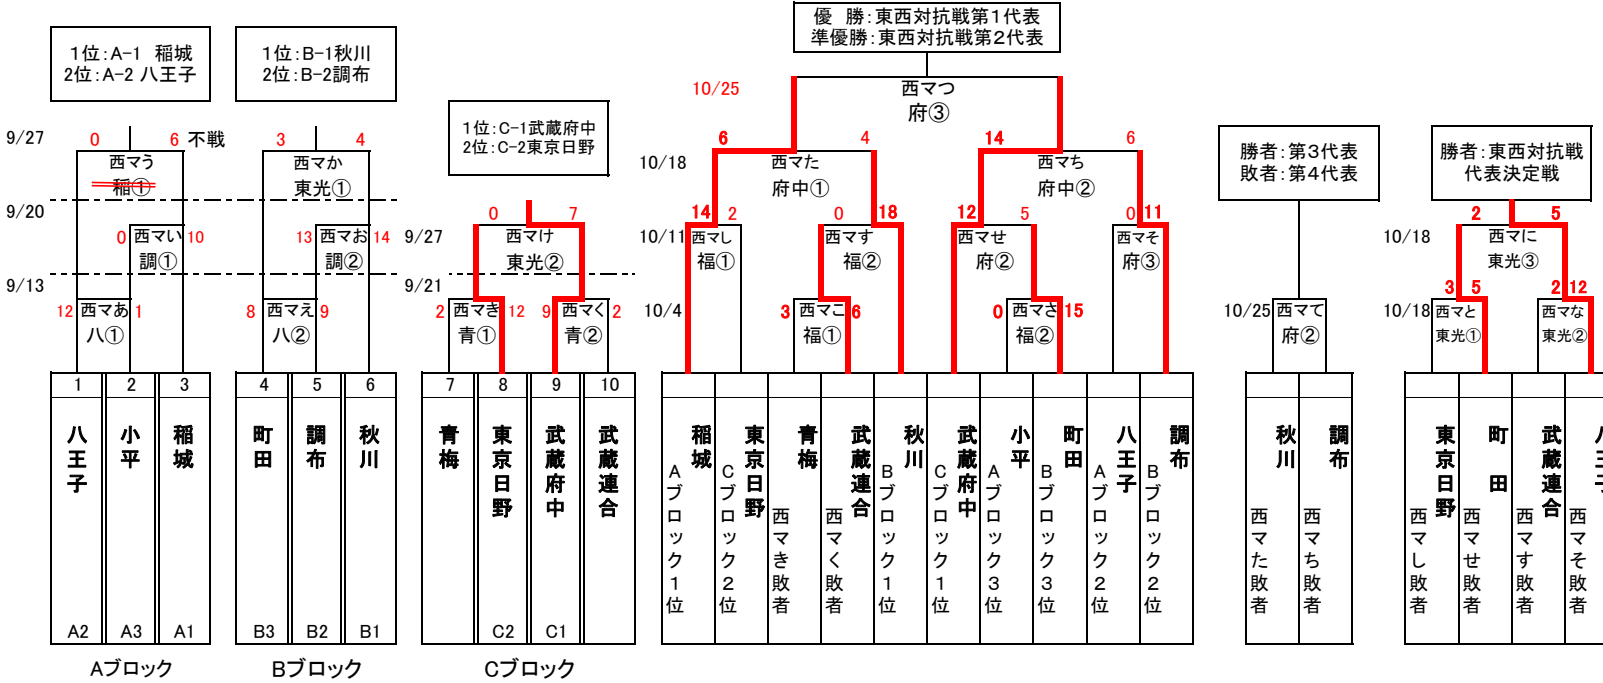 1位:A-1 稲城
2位:A-2 八王子
1位:B-1秋川
2位:B-2調布
1位:C-1武蔵府中
2位:C-2東京日野
優 勝:東西対抗戦第1代表
準優勝:東西対抗戦第2代表
勝者:第3代表
敗者:第4代表
勝者:東西対抗戦
代表決定戦
9/27
0
6 不戦
西マう
稲①
9/20
0
西マい
10
調①
9/13
12
西マあ
1
八①
1
2
3
八王子
小平
稲城
A2
A3
A1
Aブロック
3
4
西マか
東光①
13
西マお
14
調②
8
西マえ
9
八②
4
5
6
町田
調布
秋川
B3
B2
B1
Bブロック
9/27
0
7
西マけ
東光②
9/21
2
西マき
12
青①
9
西マく
2
青②
7
8
9
10
青梅
東京日野
武蔵府中
武蔵連合
C2
C1
Cブロック
10/25
西マつ
府③
10/18
6
4
西マた
府中①
14
6
西マち
府中②
10/11
14
2
西マし
福①
0
18
西マす
福②
12
5
西マせ
府②
0
11
西マそ
府③
10/4
3
西マこ
6
福①
0
西マさ
15
福②
稲城
Aブロック1位
東京日野
Cブロック2位
青梅
西マき敗者
武蔵連合
西マく敗者
秋川
Bブロック1位
武蔵府中
Cブロック1位
小平
Aブロック3位
町田
Bブロック3位
八王子
Aブロック2位
調布
Bブロック2位
10/25
西マて
府②
秋川
西マた敗者
調布
西マち敗者
10/18
2
5
西マに
東光③
10/18
3
5
西マと
東光①
2
12
西マな
東光②
東京日野
西マし敗者
町田
西マせ敗者
武蔵連合
西マす敗者
八王子
西マそ敗者